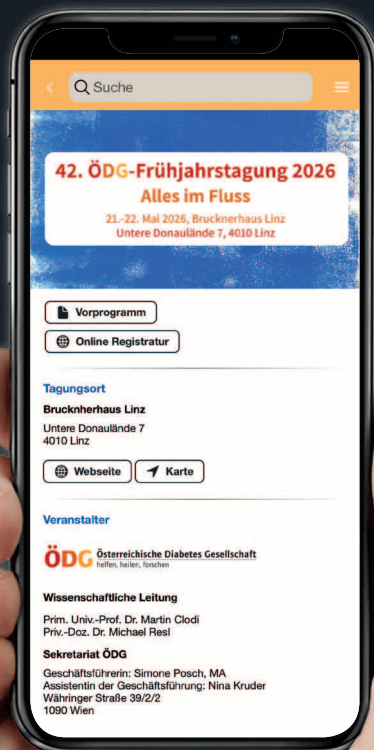 Suche
42. ÖDG-Frühjahrstagung 2026
Alles im Fluss
21.-22. Mai 2026, Brucknerhaus Linz
Untere Donaulände 7, 4010 Linz
Vorprogramm
Online Registratur
Tagungsort
Brucknherhaus Linz
Untere Donaulände 7
4010 Linz
Webseite
Karte
Veranstalter
ÖDG Österreichische Diabetes Gesellschaft
helfen, heilen, forschen
Wissenschaftliche Leitung
Prim. Univ.-Prof. Dr. Martin Clodi
Priv.-Doz. Dr. Michael Resl
Sekretariat ÖDG
Geschäftsführerin: Simone Posch, MA
Assistentin der Geschäftsführung: Nina Kruder
Währinger Straße 39/2/2
1090 Wien